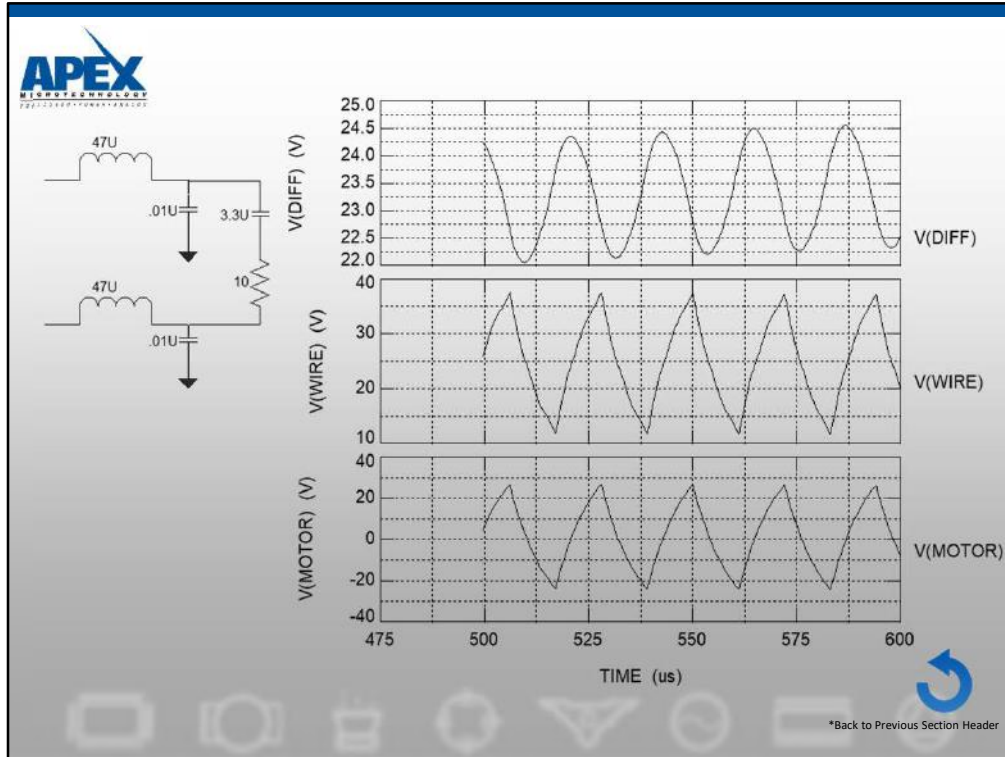 APEX
MICROTECHNOLOGY
47U
.01U
3.3U
10
47U
.01U
V(DIFF) (V)
25.0
24.5
24.0
23.5
23.0
22.5
22.0
V(DIFF)
V(WIRE) (V)
40
30
20
10
V(WIRE)
V(MOTOR) (V)
40
20
0
-20
-40
V(MOTOR)
475
500
525
550
575
600
TIME (us)
*Back to Previous Section Header